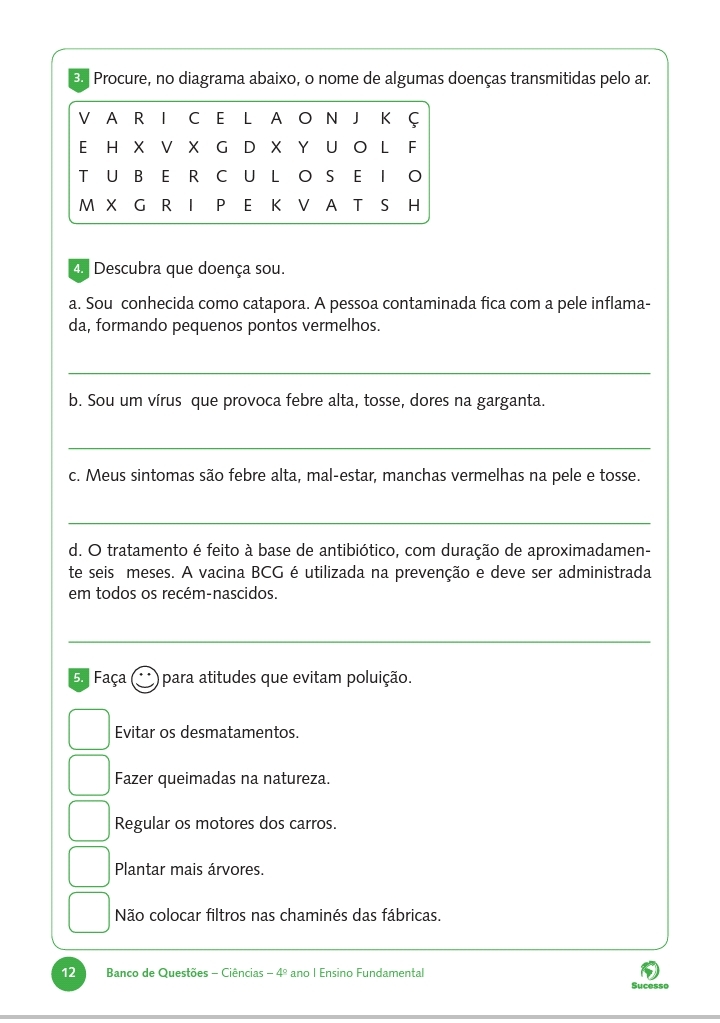 3. Procure, no diagrama abaixo, o nome de algumas doenças transmitidas pelo ar.
V A R I C E L A O N J K Ç
E H X V X G D X Y U O L F
T U B E R C U L O S E I O
M X G R I P E K V A T S H
4. Descubra que doença sou.
a. Sou conhecida como catapora. A pessoa contaminada fica com a pele inflama-
da, formando pequenos pontos vermelhos.
b. Sou um vírus que provoca febre alta, tosse, dores na garganta.
c. Meus sintomas são febre alta, mal-estar, manchas vermelhas na pele e tosse.
d. O tratamento é feito à base de antibiótico, com duração de aproximadamen-
te seis meses. A vacina BCG é utilizada na prevenção e deve ser administrada
em todos os recém-nascidos.
5. Faça para atitudes que evitam poluição.
Evitar os desmatamentos.
Fazer queimadas na natureza.
Regular os motores dos carros.
Plantar mais árvores.
Não colocar filtros nas chaminés das fábricas.
12 Banco de Questões – Ciências – 4º ano I Ensino Fundamental
Sucesso